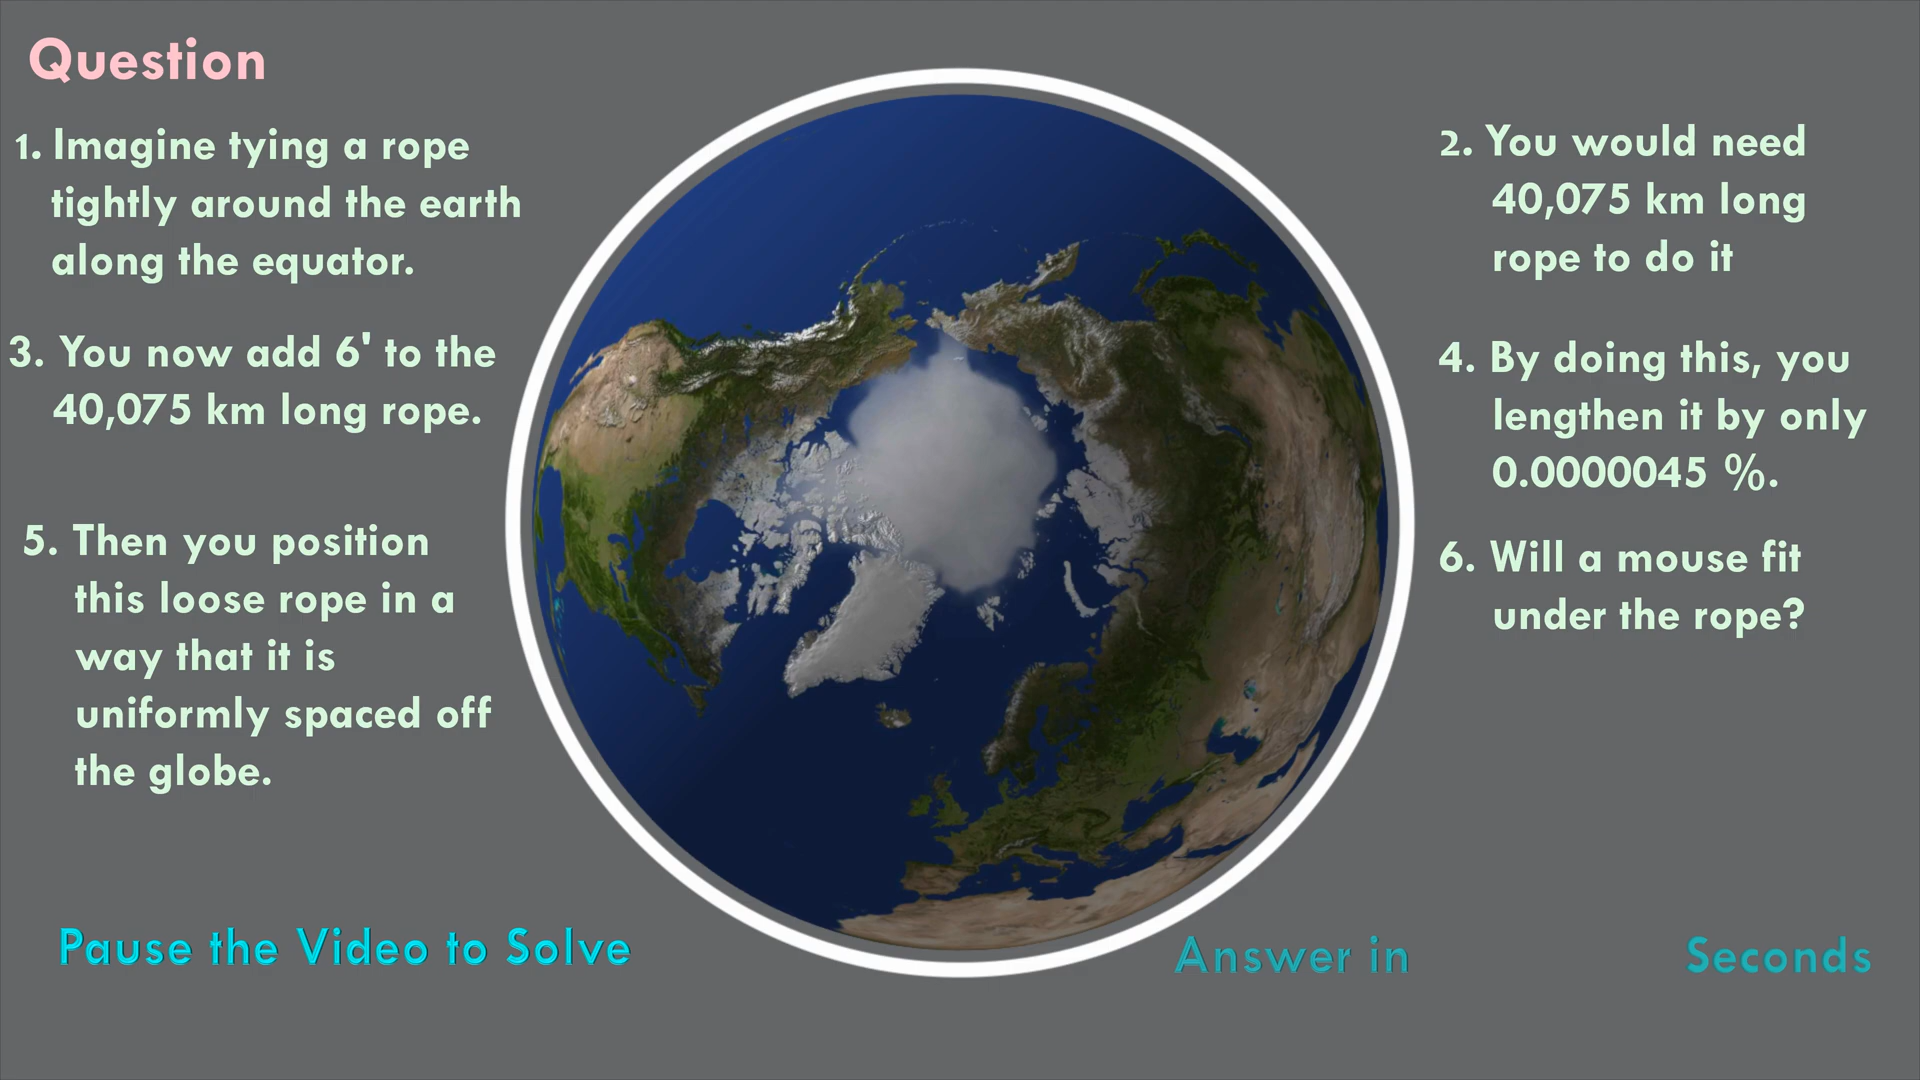 Question
1. Imagine tying a rope
tightly around the earth
along the equator.
2. You would need
40,075 km long
rope to do it
3. You now add 6' to the
40,075 km long rope.
4. By doing this, you
lengthen it by only
0.0000045 %.
5. Then you position
this loose rope in a
way that it is
uniformly spaced off
the globe.
6. Will a mouse fit
under the rope?
Pause the Video to Solve
Answer in Seconds